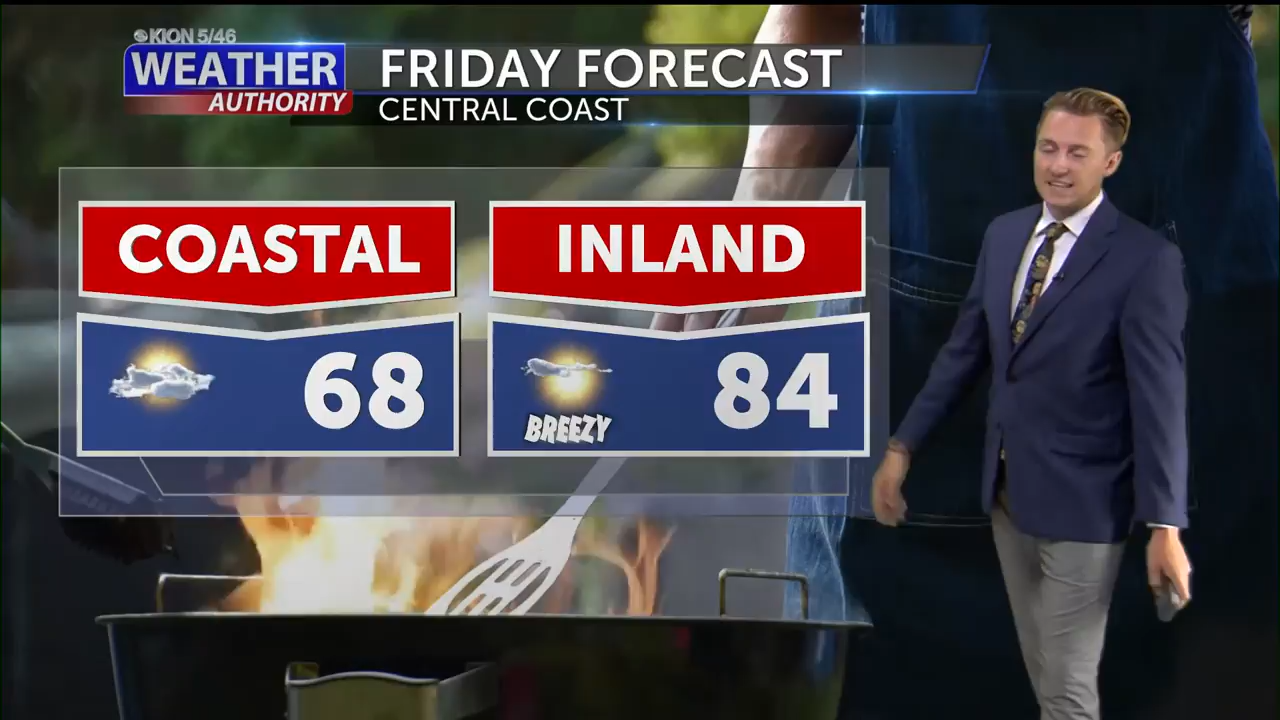 KION 5/46
WEATHER
AUTHORITY
FRIDAY FORECAST
CENTRAL COAST
COASTAL
INLAND
68
BREEZY
84